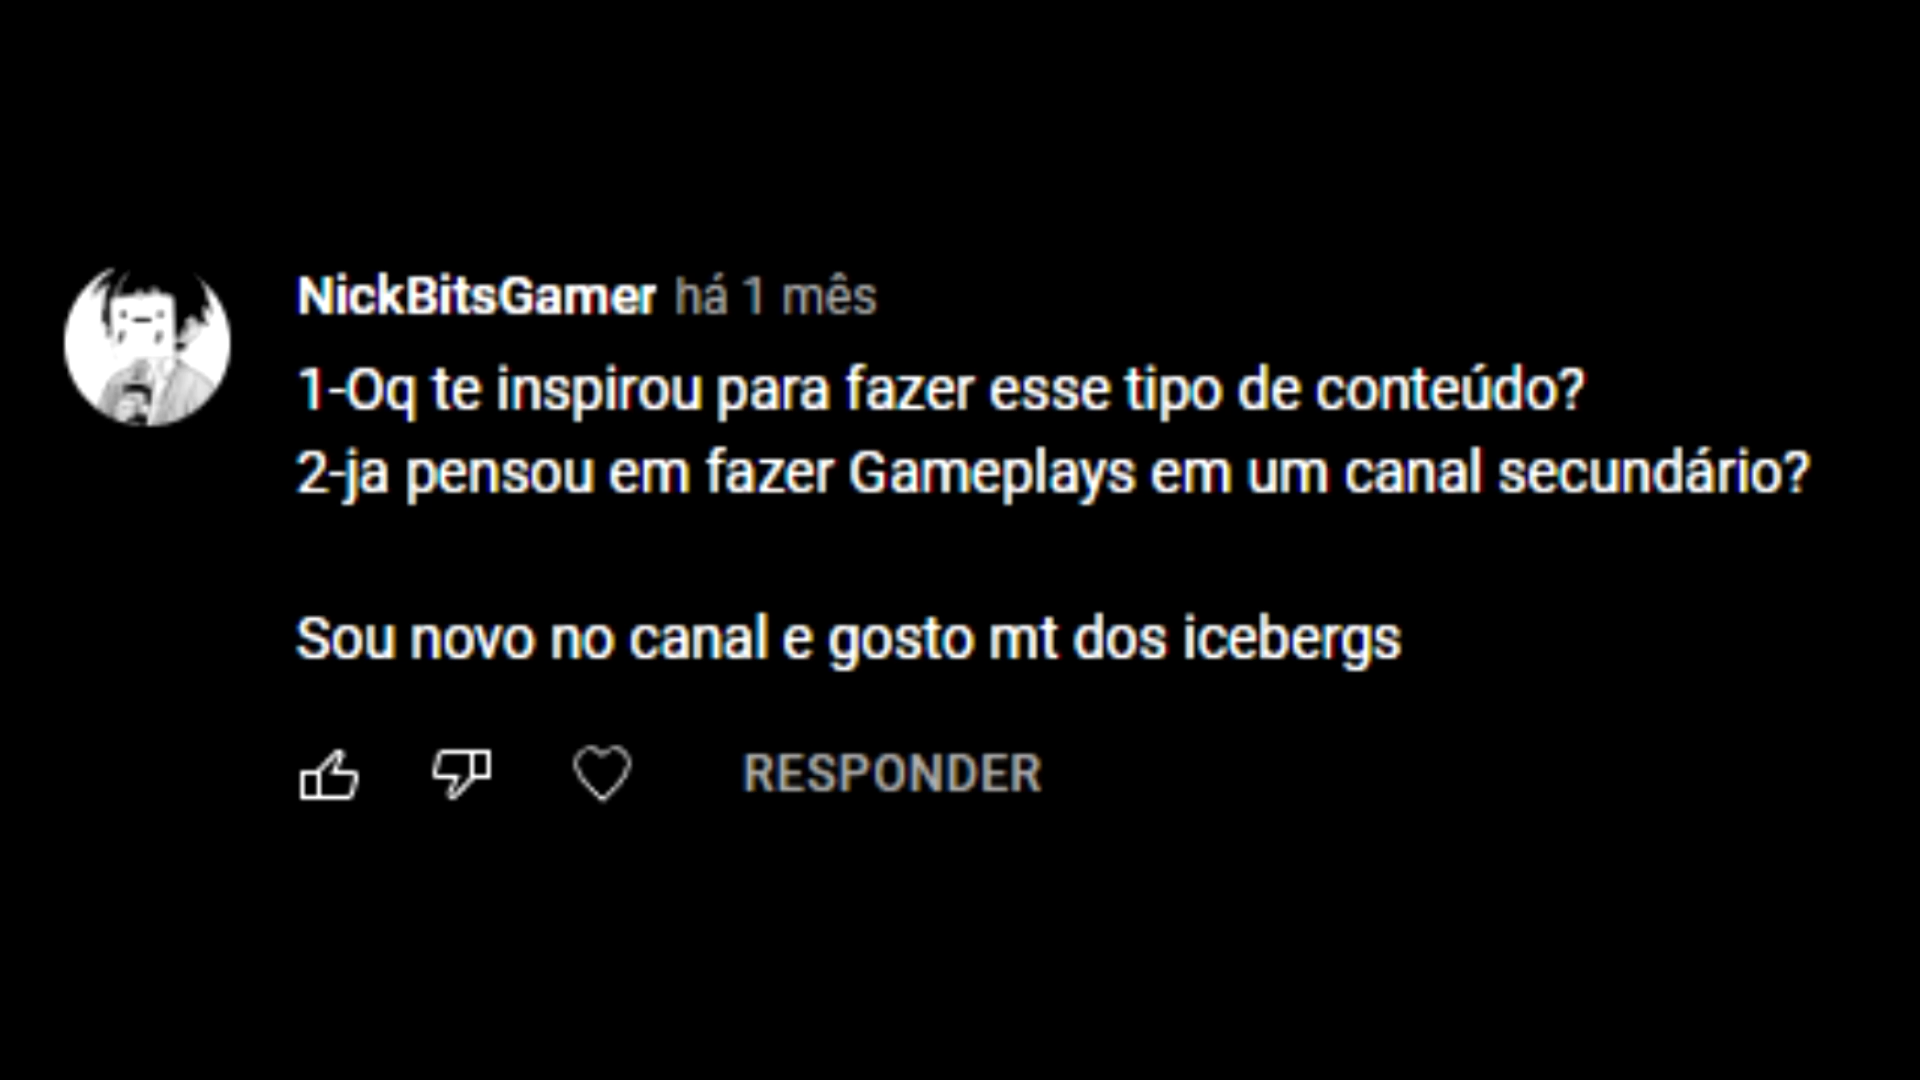 NickBitsGamer há 1 mês
1-Oq te inspirou para fazer esse tipo de conteúdo?
2-ja pensou em fazer Gameplays em um canal secundário?
Sou novo no canal e gosto mt dos icebergs
RESPONDER